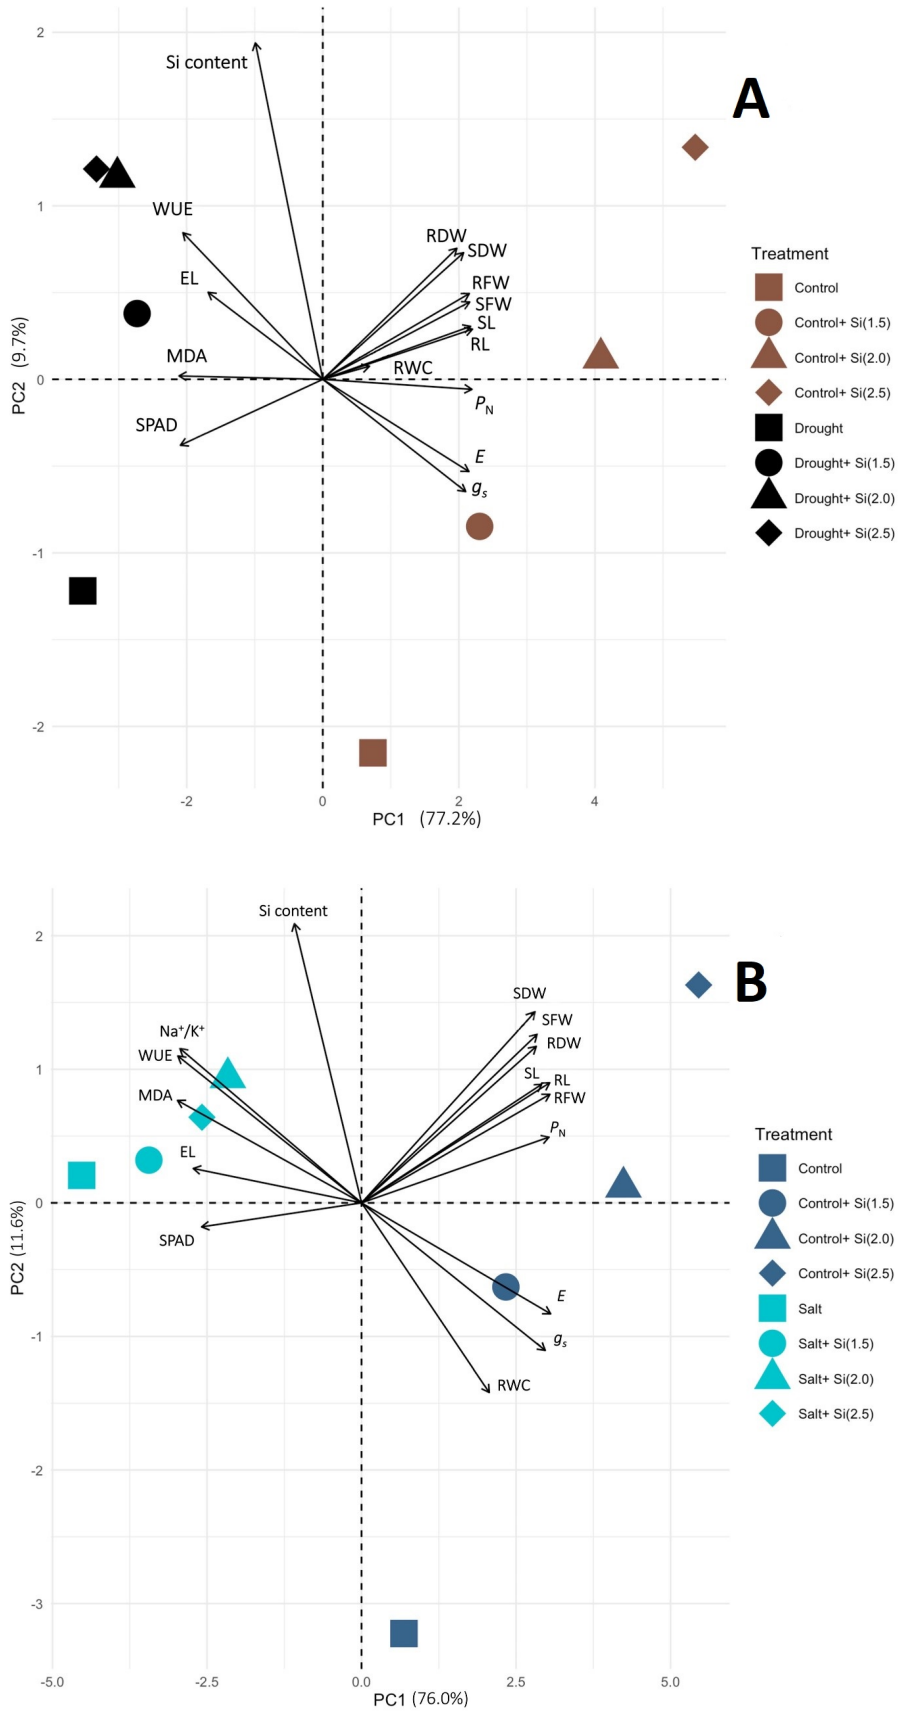 A
2
1
0
-1
-2
PC2 (9.7%)
Si content
WUE
EL
MDA
SPAD
RDW
SDW
RFW
SFW
SL
RL
RWC
PN
E
gs
-2
0
2
4
PC1 (77.2%)
Treatment
Control
Control+ Si(1.5)
Control+ Si(2.0)
Control+ Si(2.5)
Drought
Drought+ Si(1.5)
Drought+ Si(2.0)
Drought+ Si(2.5)
B
2
1
0
-1
-2
-3
PC2 (11.6%)
Si content
Na⁺/K⁺
WUE
MDA
EL
SPAD
SDW
SFW
RDW
SL
RL
RFW
PN
E
gs
RWC
-5.0
-2.5
0.0
2.5
5.0
PC1 (76.0%)
Treatment
Control
Control+ Si(1.5)
Control+ Si(2.0)
Control+ Si(2.5)
Salt
Salt+ Si(1.5)
Salt+ Si(2.0)
Salt+ Si(2.5)